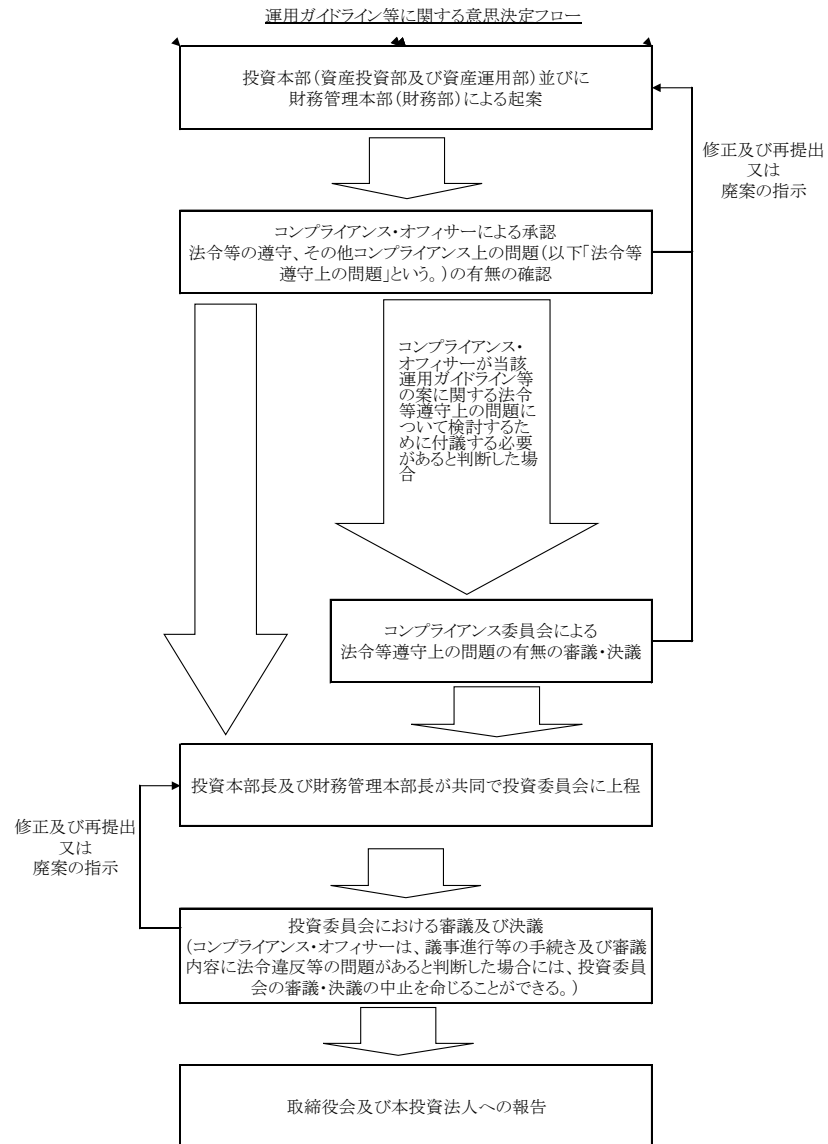 運用ガイドライン等に関する意思決定フロー
投資本部(資産投資部及び資産運用部)並びに
財務管理本部(財務部)による起案
修正及び再提出
又は
廃案の指示
コンプライアンス・オフィサーによる承認
法令等の遵守、その他コンプライアンス上の問題(以下「法令等
遵守上の問題」という。)の有無の確認
コンプライアンス・
オフィサーが当該
運用ガイドライン等
の案に関する法令
等遵守上の問題に
ついて検討するた
めに付議する必要
があると判断した場
合
コンプライアンス委員会による
法令等遵守上の問題の有無の審議・決議
投資本部長及び財務管理本部長が共同で投資委員会に上程
修正及び再提出
又は
廃案の指示
投資委員会における審議及び決議
(コンプライアンス・オフィサーは、議事進行等の手続き及び審議
内容に法令違反等の問題があると判断した場合には、投資委員
会の審議・決議の中止を命じることができる。)
取締役会及び本投資法人への報告